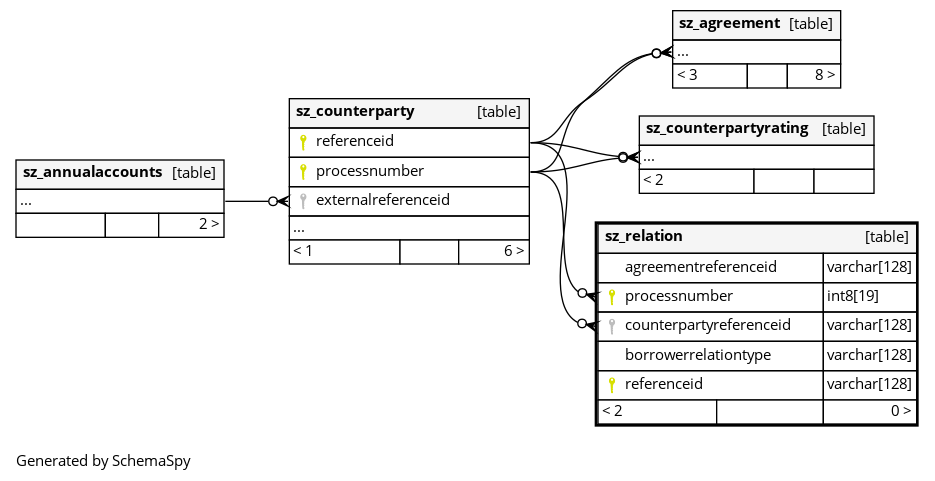 sz_agreement [table]
...
< 3 8 >
sz_counterparty [table]
referenceid
processnumber
externalreferenceid
...
< 1 6 >
sz_counterpartyrating [table]
...
< 2
sz_annualaccounts [table]
...
2 >
sz_relation [table]
agreementreferenceid varchar[128]
processnumber int8[19]
counterpartyreferenceid varchar[128]
borrowerrelationtype varchar[128]
referenceid varchar[128]
< 2 0 >
Generated by SchemaSpy